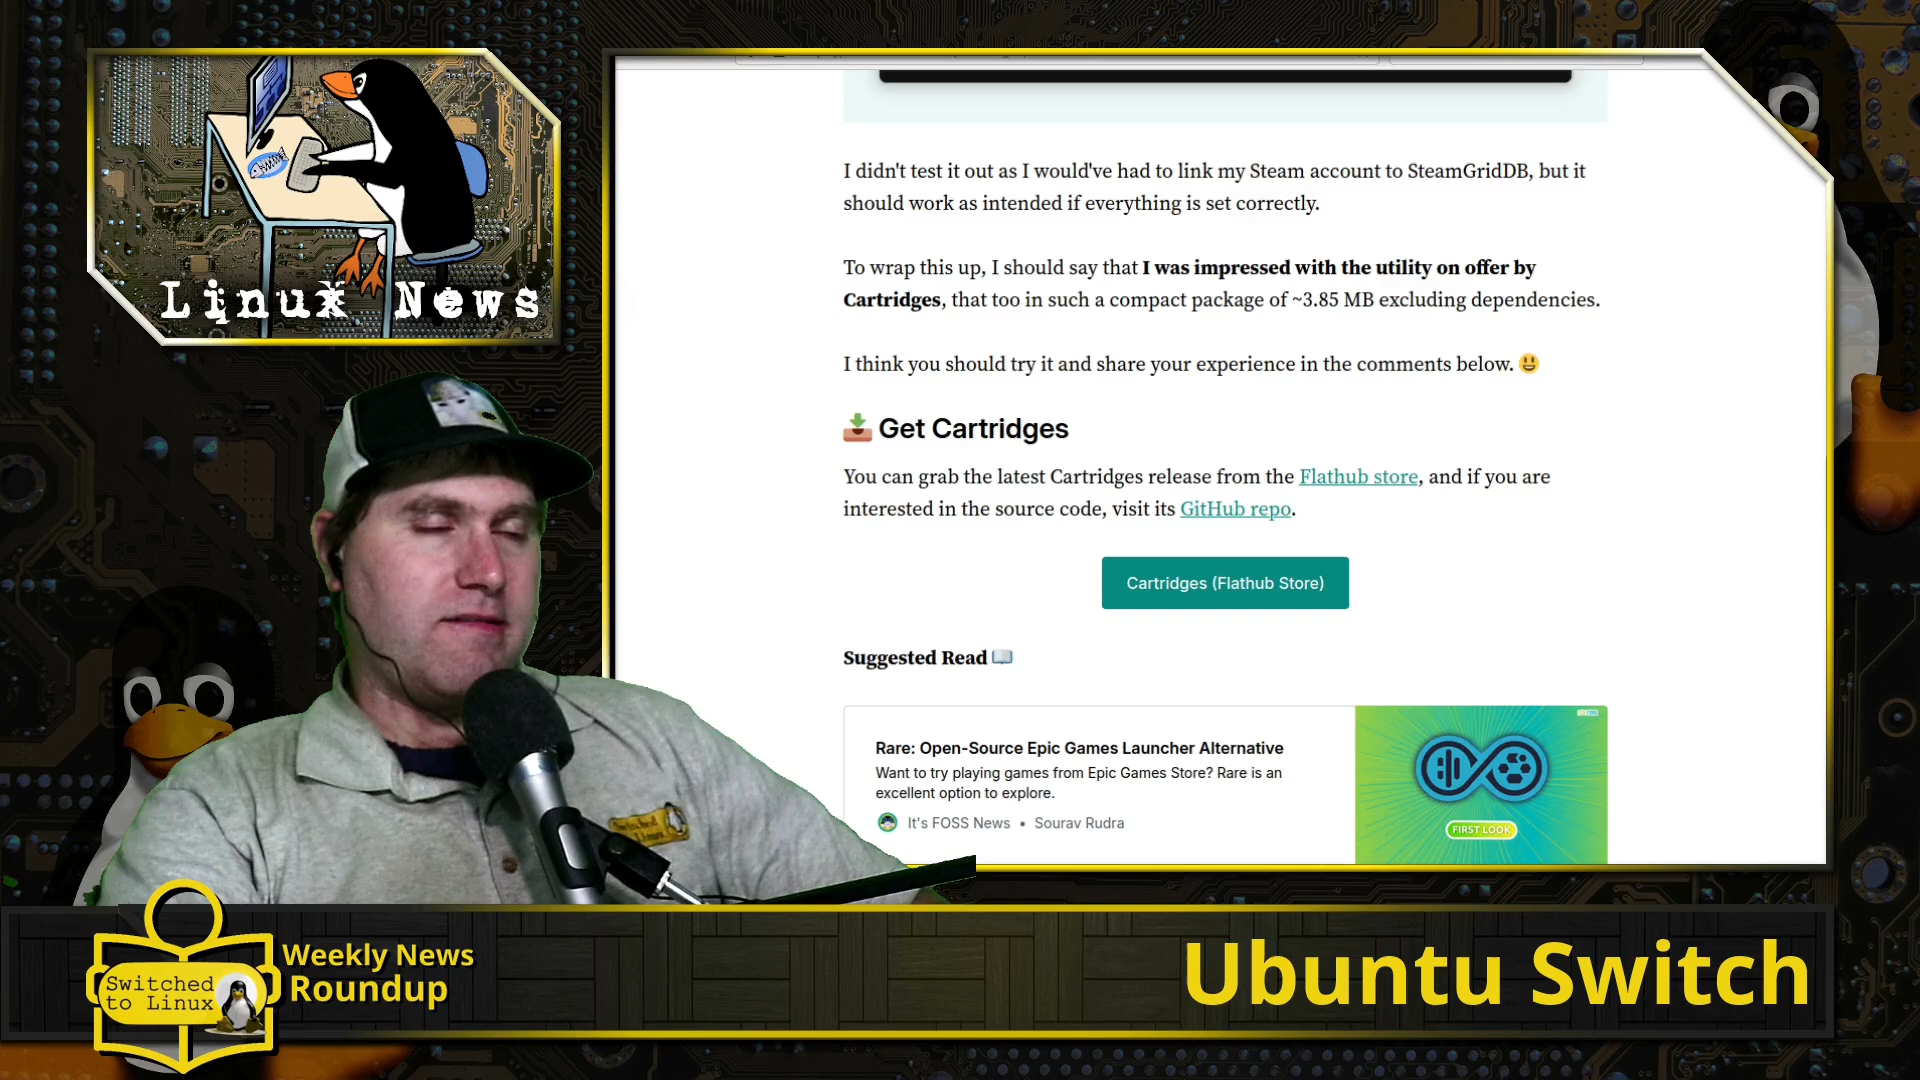 Linux News
I didn't test it out as I would've had to link my Steam account to SteamGridDB, but it
should work as intended if everything is set correctly.
To wrap this up, I should say that I was impressed with the utility on offer by
Cartridges, that too in such a compact package of ~3.85 MB excluding dependencies.
I think you should try it and share your experience in the comments below. 😃
📥 Get Cartridges
You can grab the latest Cartridges release from the Flathub store, and if you are
interested in the source code, visit its GitHub repo.
Cartridges (Flathub Store)
Suggested Read 📖
Rare: Open-Source Epic Games Launcher Alternative
Want to try playing games from Epic Games Store? Rare is an
excellent option to explore.
It's FOSS News • Sourav Rudra
FIRST LOOK
Switched
Linux
Switched
to Linux
Weekly News
Roundup
Ubuntu Switch